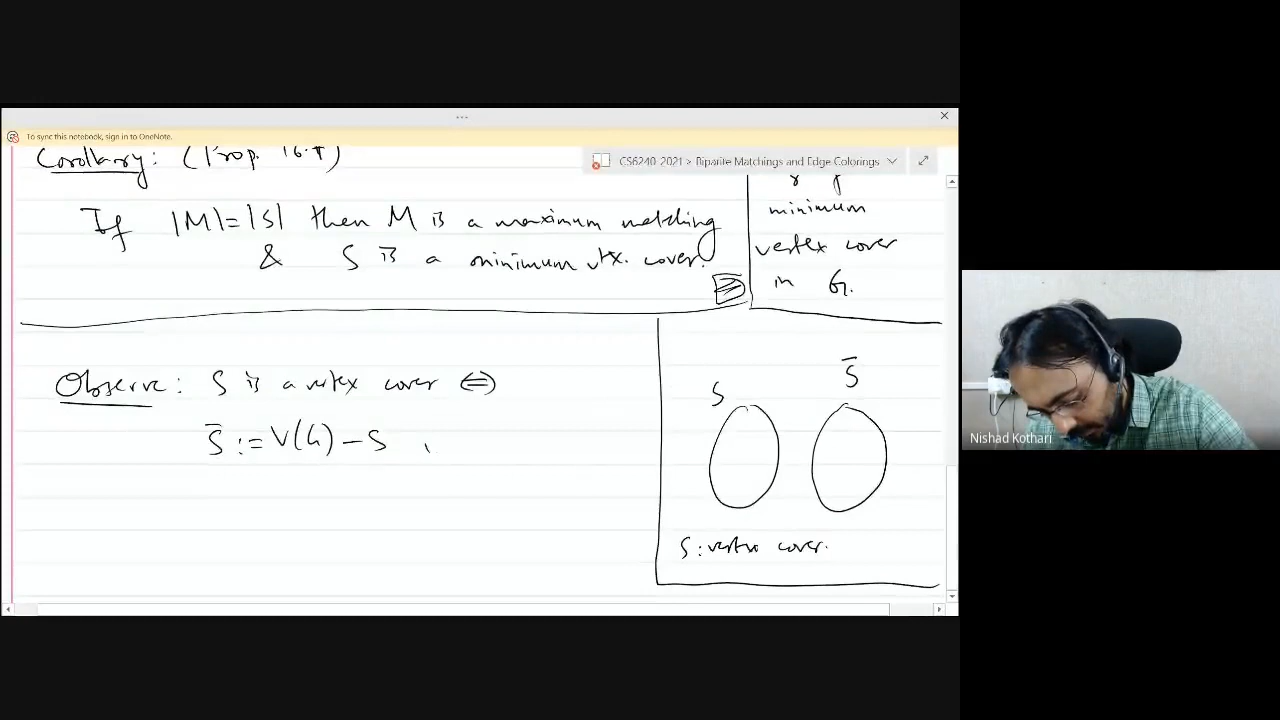 To sync this notebook, sign in to OneNote.
CS6240-2021 > Biparite Matchings and Edge Colorings
Corollary: (Prop. 16.7)
If |M|=|S| then M is a maximum matching
& S is a minimum vtx. cover.
minimum
vertex cover
in G.
Observe: S is a vertex cover ⇔
S̄ := V(G) - S
S
S̄
S: vertex cover.
Nishad Kothari